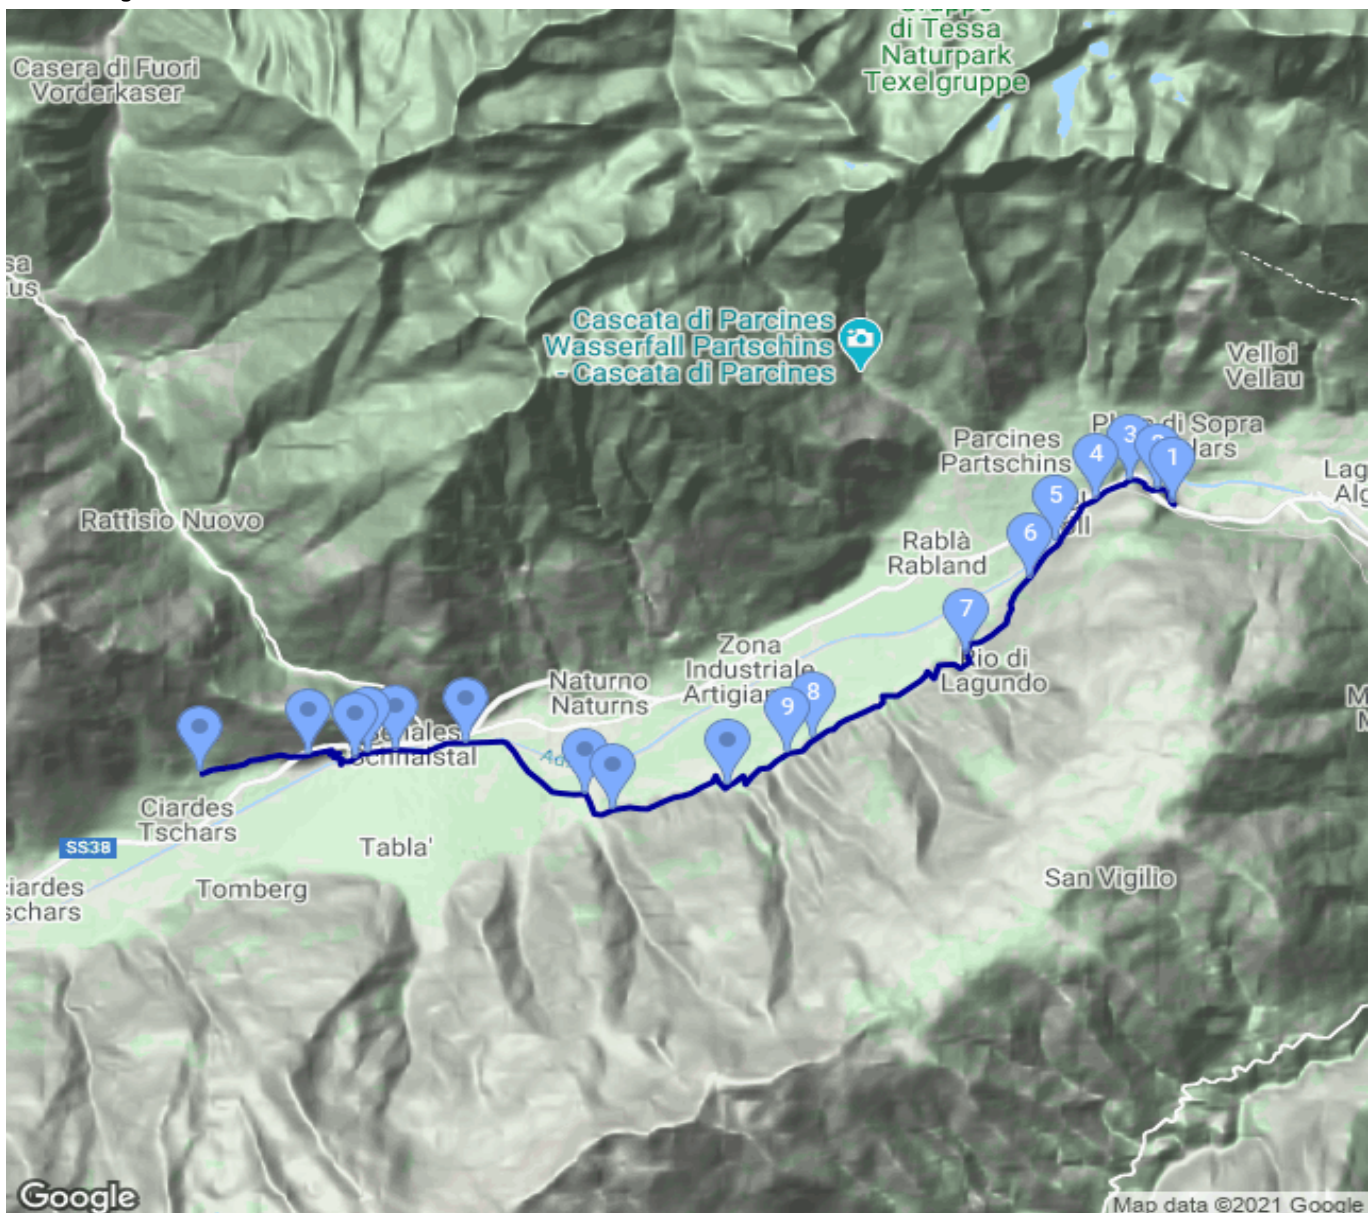 di Tessa
Naturpark
Texelgruppe
Casera di Fuori
Vorderkaser
Cascata di Parcines
Wasserfall Partschins
- Cascata di Parcines
Velloi
Vellau
di Sopra
Parcines
Partschins
3
1
4
5
6
Rattisio Nuovo
Rablà
Rabland
7
Zona
Industriale
Rio di
Lagundo
Naturno
Naturns
8
9
Ciardes
Tschars
SS38
Tabla'
Tomberg
San Vigilio
Google
Map data ©2021 Google